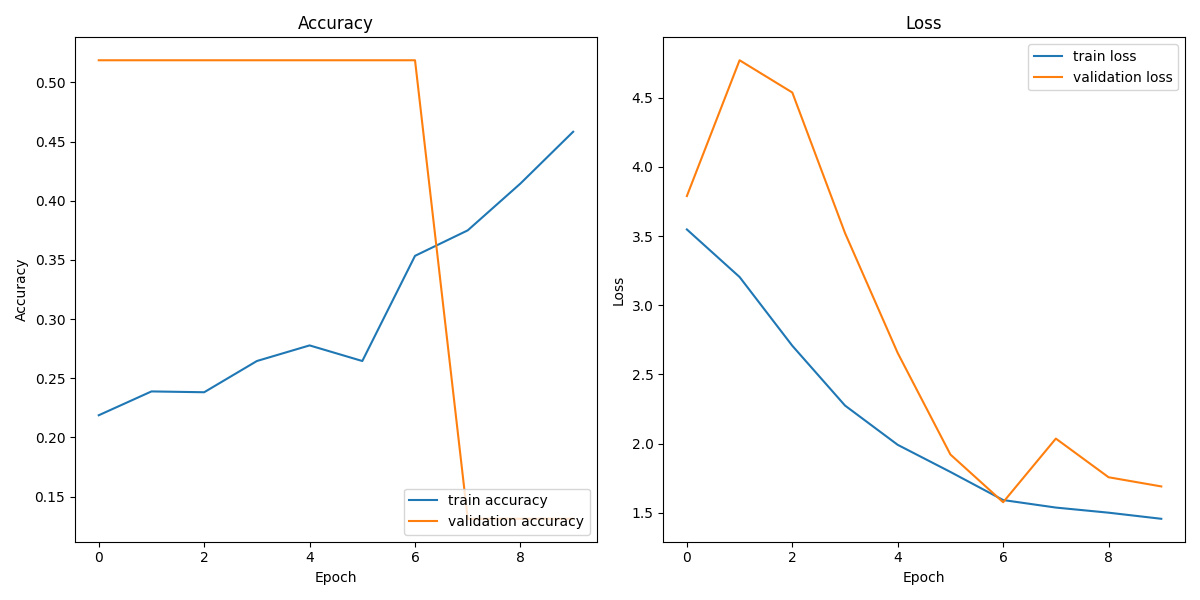 Accuracy
Accuracy
0.50
0.45
0.40
0.35
0.30
0.25
0.20
0.15
0 2 4 6 8
Epoch
train accuracy
validation accuracy
Loss
Loss
4.5
4.0
3.5
3.0
2.5
2.0
1.5
0 2 4 6 8
Epoch
train loss
validation loss